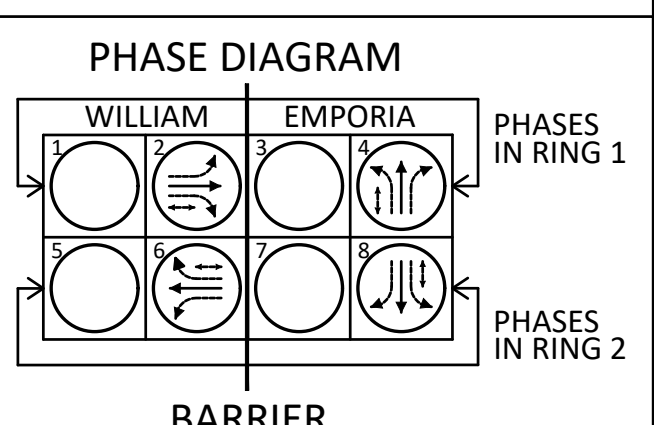 PHASE DIAGRAM
WILLIAM EMPORIA
PHASES
IN RING 1
1 2 3 4
5 6 7 8
PHASES
IN RING 2
BARRIER